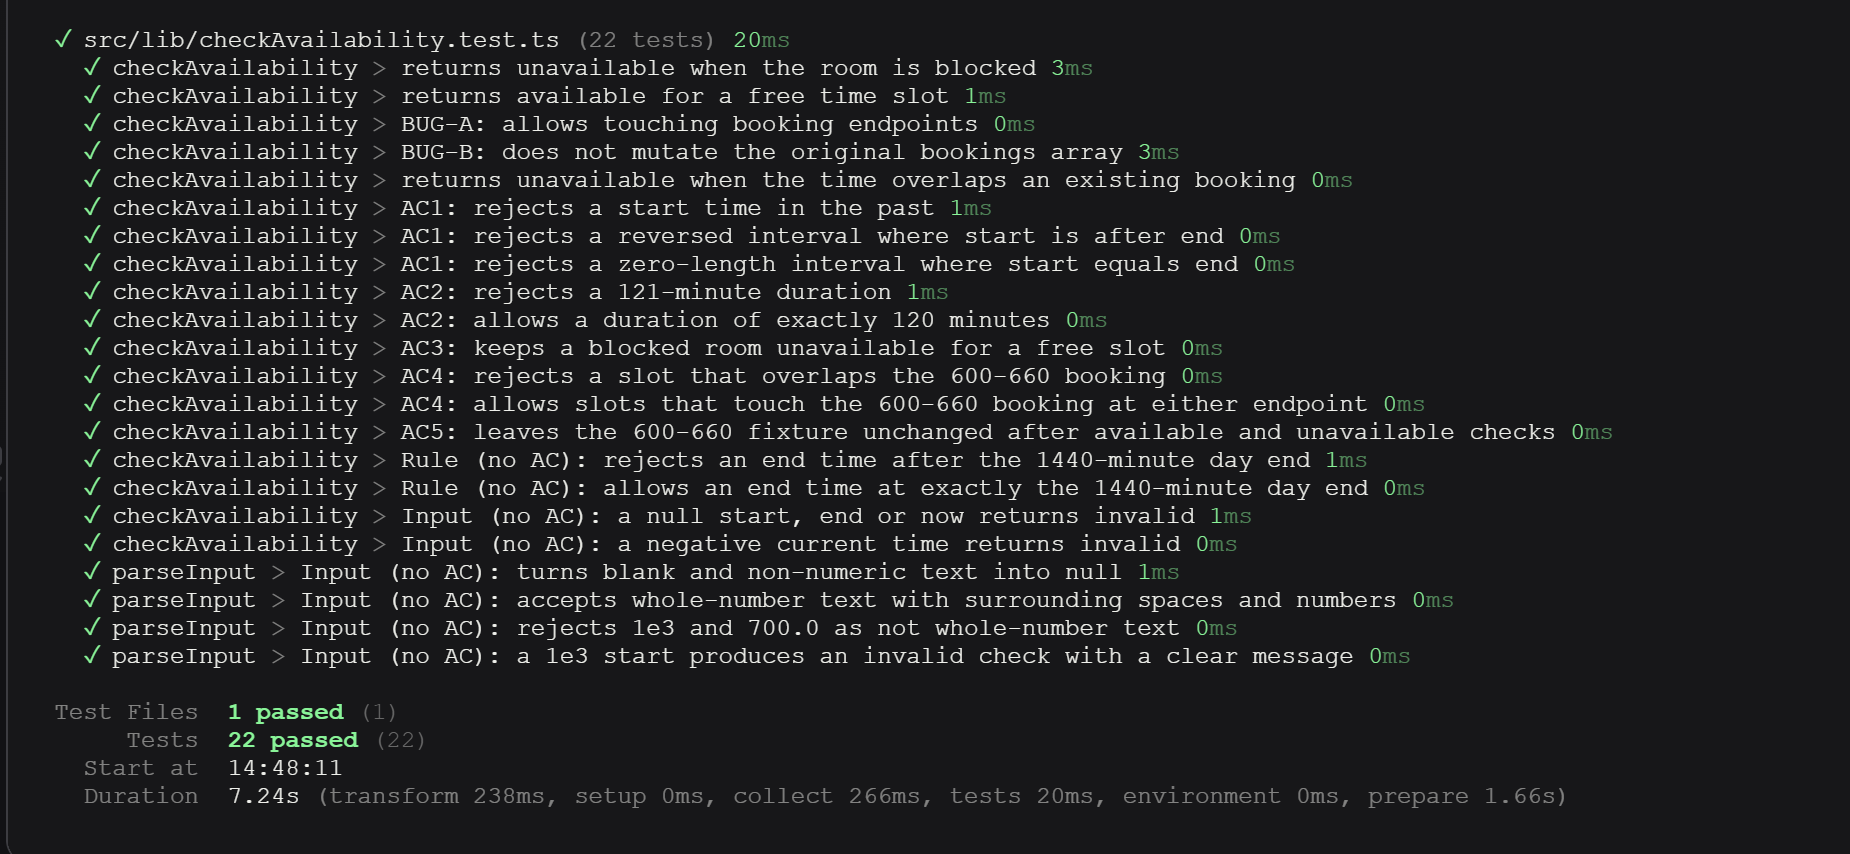 ✓ src/lib/checkAvailability.test.ts (22 tests) 20ms
✓ checkAvailability > returns unavailable when the room is blocked 3ms
✓ checkAvailability > returns available for a free time slot 1ms
✓ checkAvailability > BUG-A: allows touching booking endpoints 0ms
✓ checkAvailability > BUG-B: does not mutate the original bookings array 3ms
✓ checkAvailability > returns unavailable when the time overlaps an existing booking 0ms
✓ checkAvailability > AC1: rejects a start time in the past 1ms
✓ checkAvailability > AC1: rejects a reversed interval where start is after end 0ms
✓ checkAvailability > AC1: rejects a zero-length interval where start equals end 0ms
✓ checkAvailability > AC2: rejects a 121-minute duration 1ms
✓ checkAvailability > AC2: allows a duration of exactly 120 minutes 0ms
✓ checkAvailability > AC3: keeps a blocked room unavailable for a free slot 0ms
✓ checkAvailability > AC4: rejects a slot that overlaps the 600-660 booking 0ms
✓ checkAvailability > AC4: allows slots that touch the 600-660 booking at either endpoint 0ms
✓ checkAvailability > AC5: leaves the 600-660 fixture unchanged after available and unavailable checks 0ms
✓ checkAvailability > Rule (no AC): rejects an end time after the 1440-minute day end 1ms
✓ checkAvailability > Rule (no AC): allows an end time at exactly the 1440-minute day end 0ms
✓ checkAvailability > Input (no AC): a null start, end or now returns invalid 1ms
✓ checkAvailability > Input (no AC): a negative current time returns invalid 0ms
✓ parseInput > Input (no AC): turns blank and non-numeric text into null 1ms
✓ parseInput > Input (no AC): accepts whole-number text with surrounding spaces and numbers 0ms
✓ parseInput > Input (no AC): rejects 1e3 and 700.0 as not whole-number text 0ms
✓ parseInput > Input (no AC): a 1e3 start produces an invalid check with a clear message 0ms
Test Files 1 passed (1)
Tests 22 passed (22)
Start at 14:48:11
Duration 7.24s (transform 238ms, setup 0ms, collect 266ms, tests 20ms, environment 0ms, prepare 1.66s)